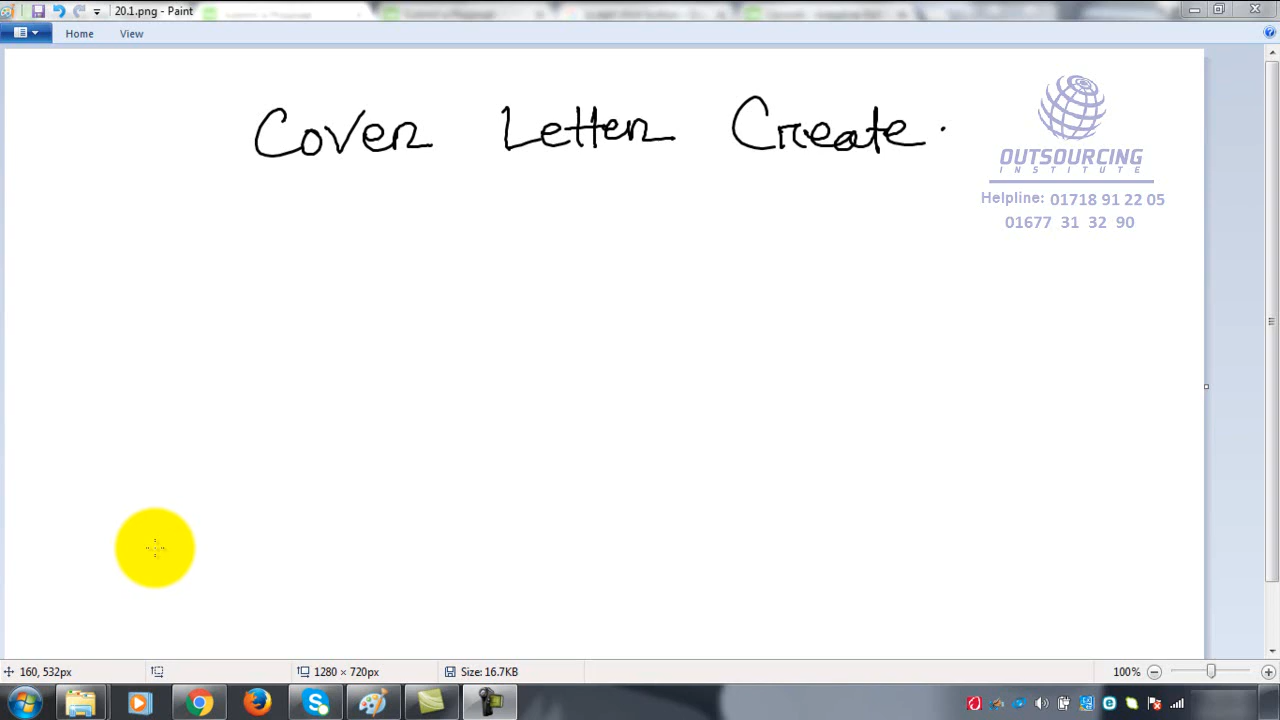 20.1.png - Paint
Home View
Cover Letter Create.
OUTSOURCING
INSTITUTE
Helpline: 01718 91 22 05
01677 31 32 90
160, 532px
1280 × 720px
Size: 16.7KB
100%